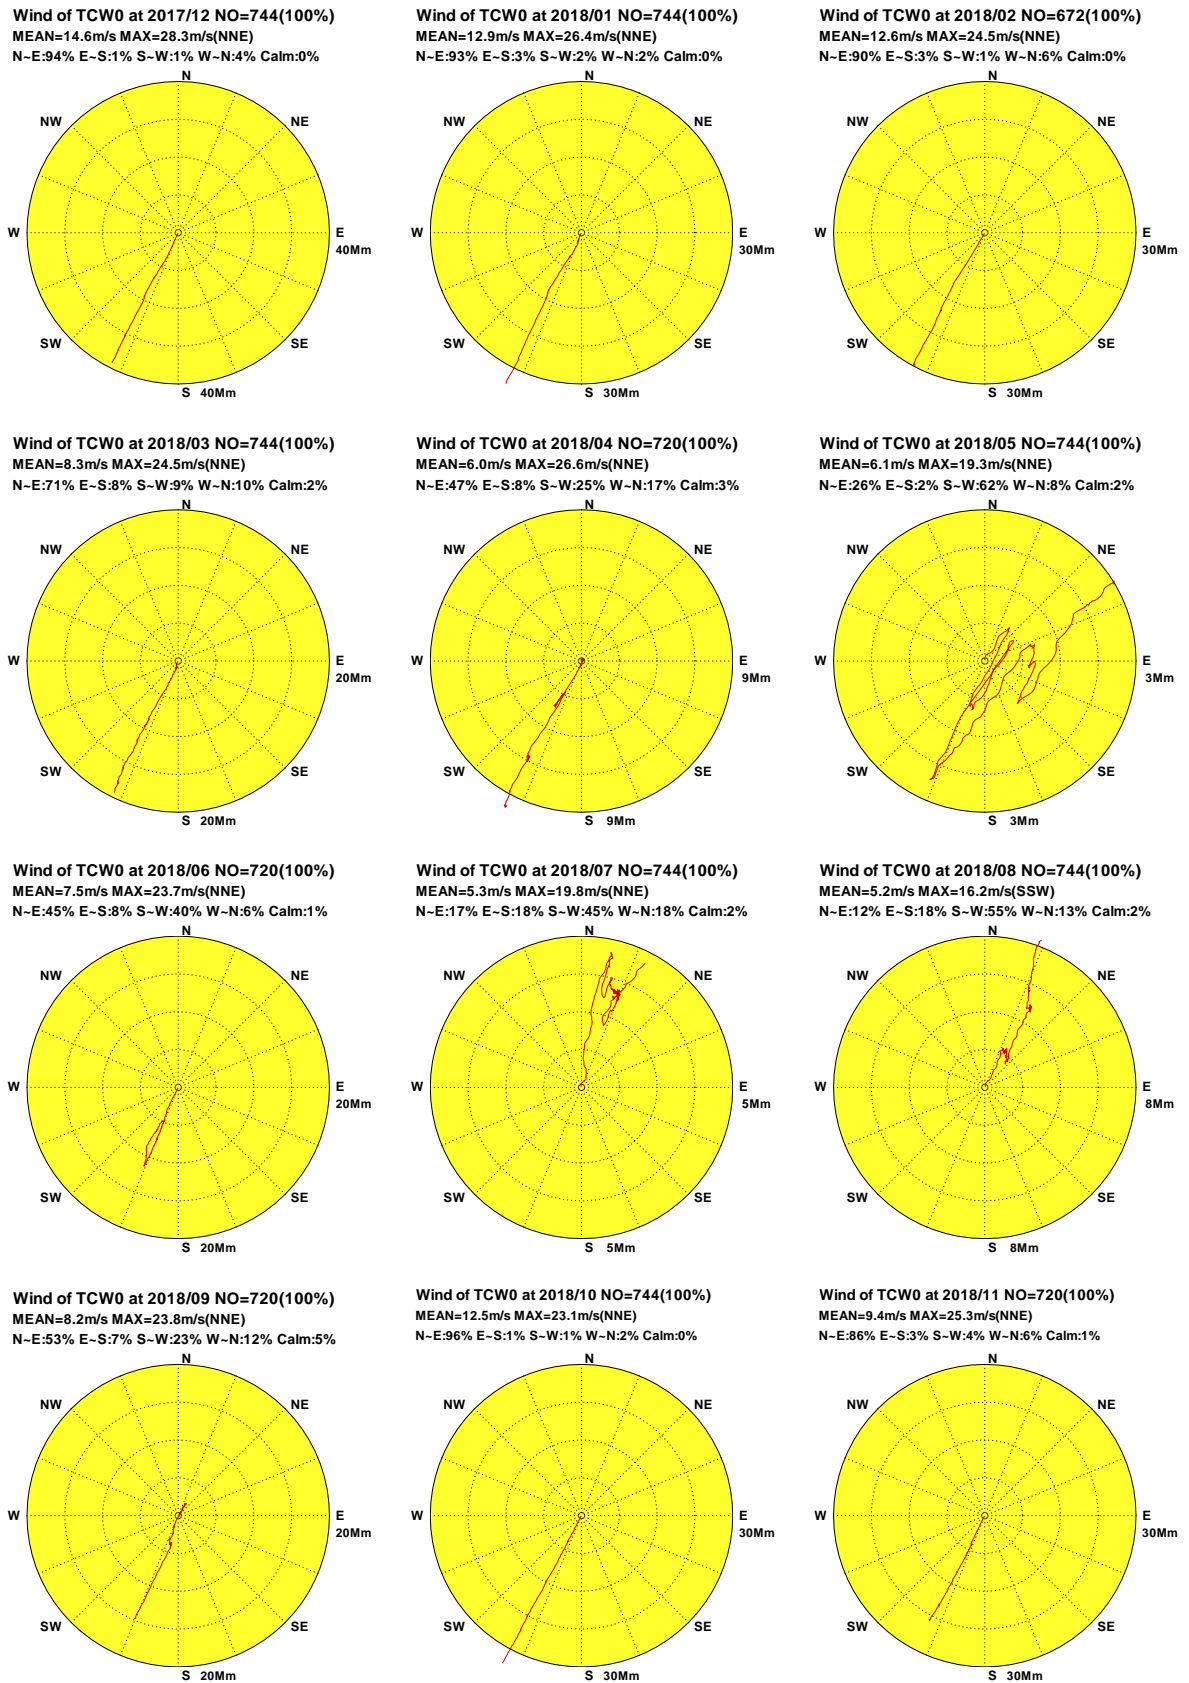 Wind of TCW0 at 2017/12 NO=744(100%)
MEAN=14.6m/s MAX=28.3m/s(NNE)
N~E:94% E~S:1% S~W:1% W~N:4% Calm:0%
N
NW
NE
W
E
40Mm
SW
SE
S 40Mm
Wind of TCW0 at 2018/01 NO=744(100%)
MEAN=12.9m/s MAX=26.4m/s(NNE)
N~E:93% E~S:3% S~W:2% W~N:2% Calm:0%
N
NW
NE
W
E
30Mm
SW
SE
S 30Mm
Wind of TCW0 at 2018/02 NO=672(100%)
MEAN=12.6m/s MAX=24.5m/s(NNE)
N~E:90% E~S:3% S~W:1% W~N:6% Calm:0%
N
NW
NE
W
E
30Mm
SW
SE
S 30Mm
Wind of TCW0 at 2018/03 NO=744(100%)
MEAN=8.3m/s MAX=24.5m/s(NNE)
N~E:71% E~S:8% S~W:9% W~N:10% Calm:2%
N
NW
NE
W
E
20Mm
SW
SE
S 20Mm
Wind of TCW0 at 2018/04 NO=720(100%)
MEAN=6.0m/s MAX=26.6m/s(NNE)
N~E:47% E~S:8% S~W:25% W~N:17% Calm:3%
N
NW
NE
W
E
9Mm
SW
SE
S 9Mm
Wind of TCW0 at 2018/05 NO=744(100%)
MEAN=6.1m/s MAX=19.3m/s(NNE)
N~E:26% E~S:2% S~W:62% W~N:8% Calm:2%
N
NW
NE
W
E
3Mm
SW
SE
S 3Mm
Wind of TCW0 at 2018/06 NO=720(100%)
MEAN=7.5m/s MAX=23.7m/s(NNE)
N~E:45% E~S:8% S~W:40% W~N:6% Calm:1%
N
NW
NE
W
E
20Mm
SW
SE
S 20Mm
Wind of TCW0 at 2018/07 NO=744(100%)
MEAN=5.3m/s MAX=19.8m/s(NNE)
N~E:17% E~S:18% S~W:45% W~N:18% Calm:2%
N
NW
NE
W
E
5Mm
SW
SE
S 5Mm
Wind of TCW0 at 2018/08 NO=744(100%)
MEAN=5.2m/s MAX=16.2m/s(SSW)
N~E:12% E~S:18% S~W:55% W~N:13% Calm:2%
N
NW
NE
W
E
8Mm
SW
SE
S 8Mm
Wind of TCW0 at 2018/09 NO=720(100%)
MEAN=8.2m/s MAX=23.8m/s(NNE)
N~E:53% E~S:7% S~W:23% W~N:12% Calm:5%
N
NW
NE
W
E
20Mm
SW
SE
S 20Mm
Wind of TCW0 at 2018/10 NO=744(100%)
MEAN=12.5m/s MAX=23.1m/s(NNE)
N~E:96% E~S:1% S~W:1% W~N:2% Calm:0%
N
NW
NE
W
E
30Mm
SW
SE
S 30Mm
Wind of TCW0 at 2018/11 NO=720(100%)
MEAN=9.4m/s MAX=25.3m/s(NNE)
N~E:86% E~S:3% S~W:4% W~N:6% Calm:1%
N
NW
NE
W
E
30Mm
SW
SE
S 30Mm